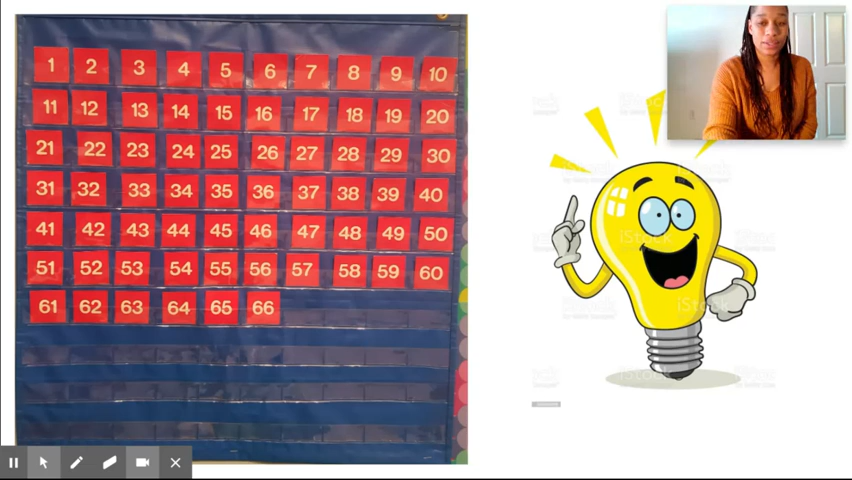 1 2 3 4 5 6 7 8 9 10
11 12 13 14 15 16 17 18 19 20
21 22 23 24 25 26 27 28 29 30
31 32 33 34 35 36 37 38 39 40
41 42 43 44 45 46 47 48 49 50
51 52 53 54 55 56 57 58 59 60
61 62 63 64 65 66
iStock
iStock
iStock